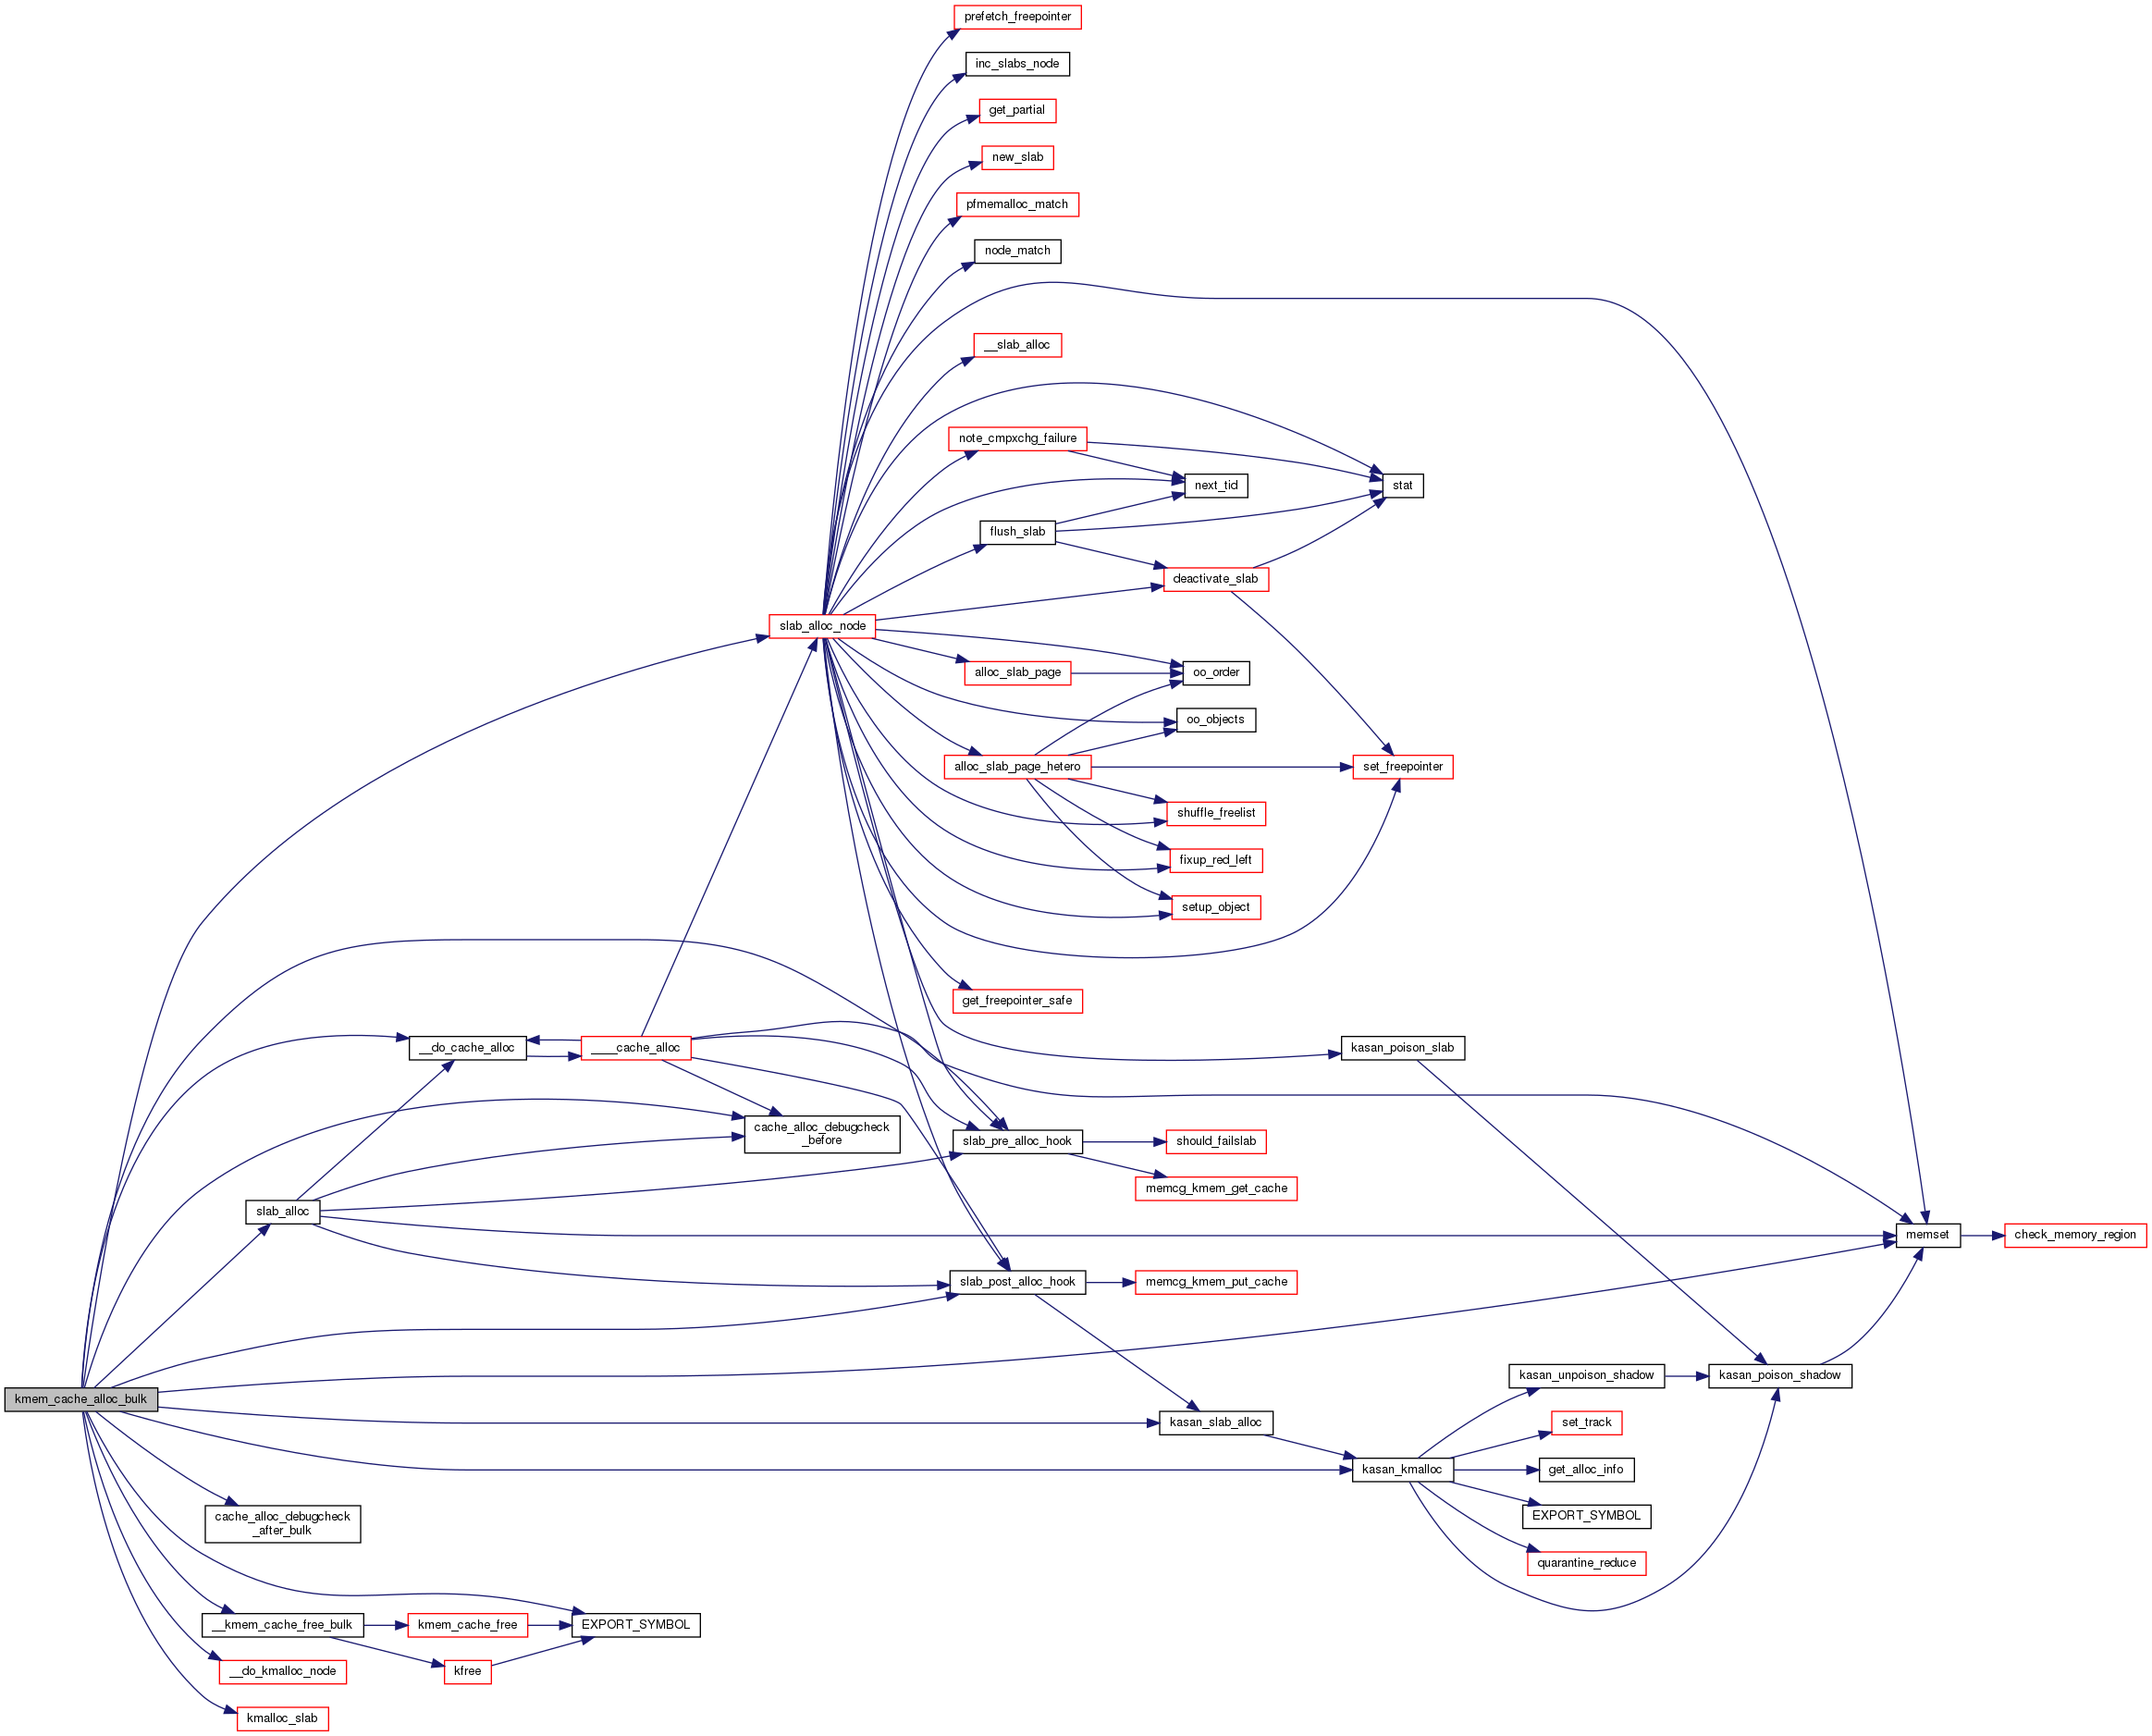 prefetch_freepointer
inc_slabs_node
get_partial
new_slab
pfmemalloc_match
node_match
__slab_alloc
note_cmpxchg_failure
next_tid
stat
flush_slab
deactivate_slab
slab_alloc_node
alloc_slab_page
oo_order
oo_objects
alloc_slab_page_hetero
set_freepointer
shuffle_freelist
fixup_red_left
setup_object
get_freepointer_safe
__do_cache_alloc
____cache_alloc
kasan_poison_slab
cache_alloc_debugcheck
_before
slab_pre_alloc_hook
should_failslab
memcg_kmem_get_cache
slab_alloc
memset
check_memory_region
slab_post_alloc_hook
memcg_kmem_put_cache
kmem_cache_alloc_bulk
kasan_unpoison_shadow
kasan_poison_shadow
kasan_slab_alloc
set_track
kasan_kmalloc
get_alloc_info
cache_alloc_debugcheck
_after_bulk
EXPORT_SYMBOL
quarantine_reduce
__kmem_cache_free_bulk
kmem_cache_free
EXPORT_SYMBOL
__do_kmalloc_node
kfree
kmalloc_slab